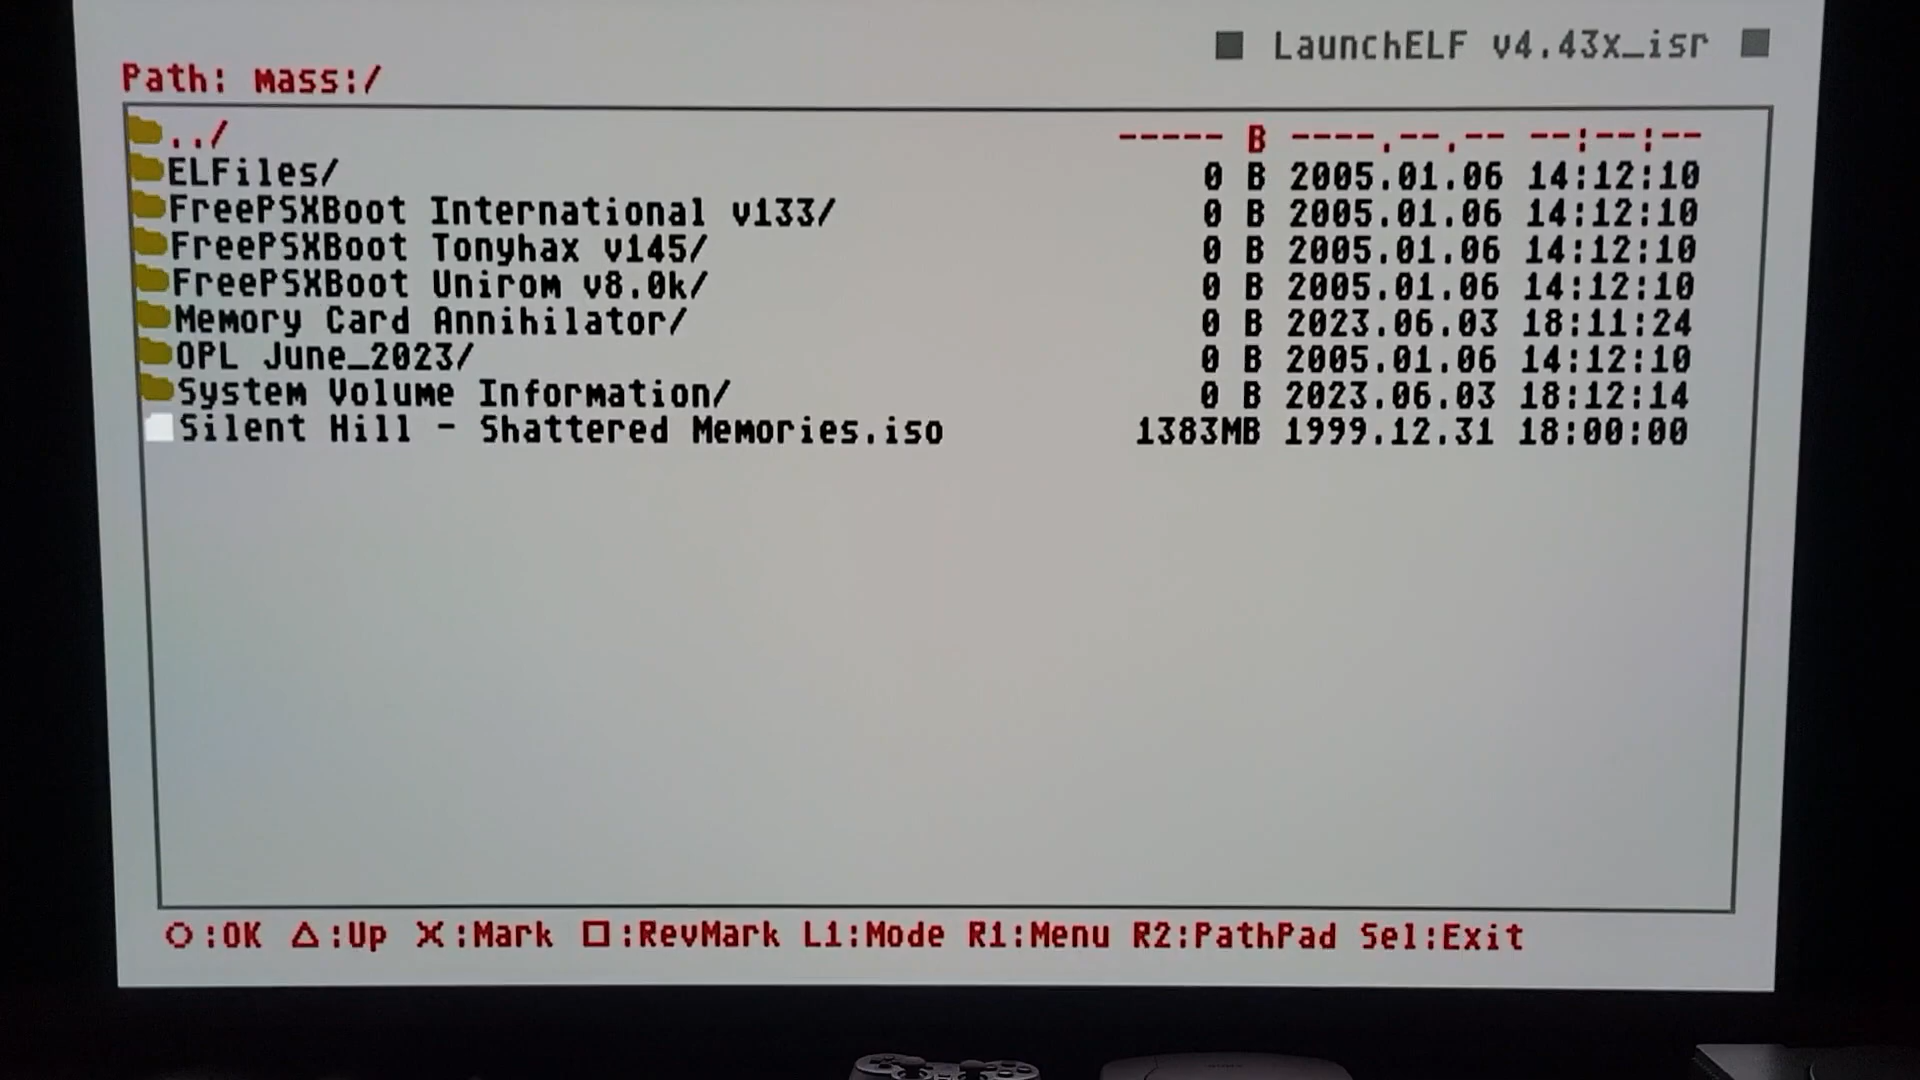 LaunchELF v4.43x_isr
Path: mass:/
../ ----- B ----.--.-- --:--:--
ELFiles/ 0 B 2005.01.06 14:12:10
FreePSXBoot International v133/ 0 B 2005.01.06 14:12:10
FreePSXBoot Tonyhax v145/ 0 B 2005.01.06 14:12:10
FreePSXBoot Unirom v8.0k/ 0 B 2005.01.06 14:12:10
Memory Card Annihilator/ 0 B 2023.06.03 18:11:24
OPL June_2023/ 0 B 2005.01.06 14:12:10
System Volume Information/ 0 B 2023.06.03 18:12:14
Silent Hill - Shattered Memories.iso 1383MB 1999.12.31 18:00:00
○:OK △:Up ×:Mark □:RevMark L1:Mode R1:Menu R2:PathPad Sel:Exit